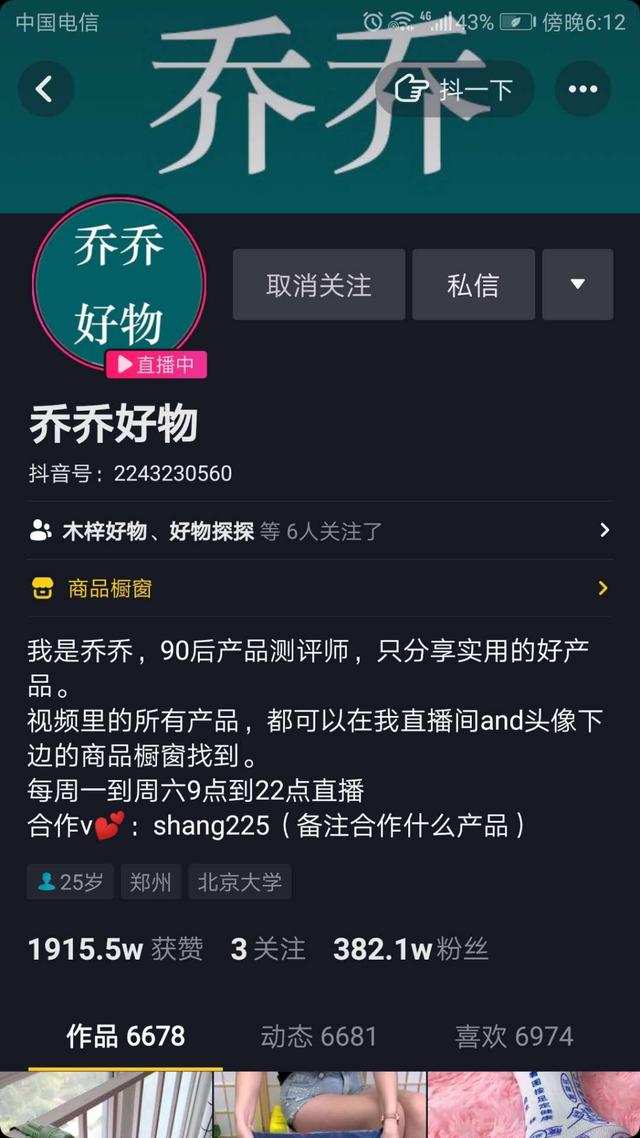 中国电信
4G
43%
傍晚6:12
乔乔
抖一下
乔乔
好物
直播中
取消关注
私信
乔乔好物
抖音号：2243230560
木梓好物、好物探探 等 6人关注了
商品橱窗
我是乔乔，90后产品测评师，只分享实用的好产
品。
视频里的所有产品，都可以在我直播间and头像下
边的商品橱窗找到。
每周一到周六9点到22点直播
合作v💕：shang225（备注合作什么产品）
25岁
郑州
北京大学
1915.5w 获赞 3 关注 382.1w 粉丝
作品 6678
动态 6681
喜欢 6974